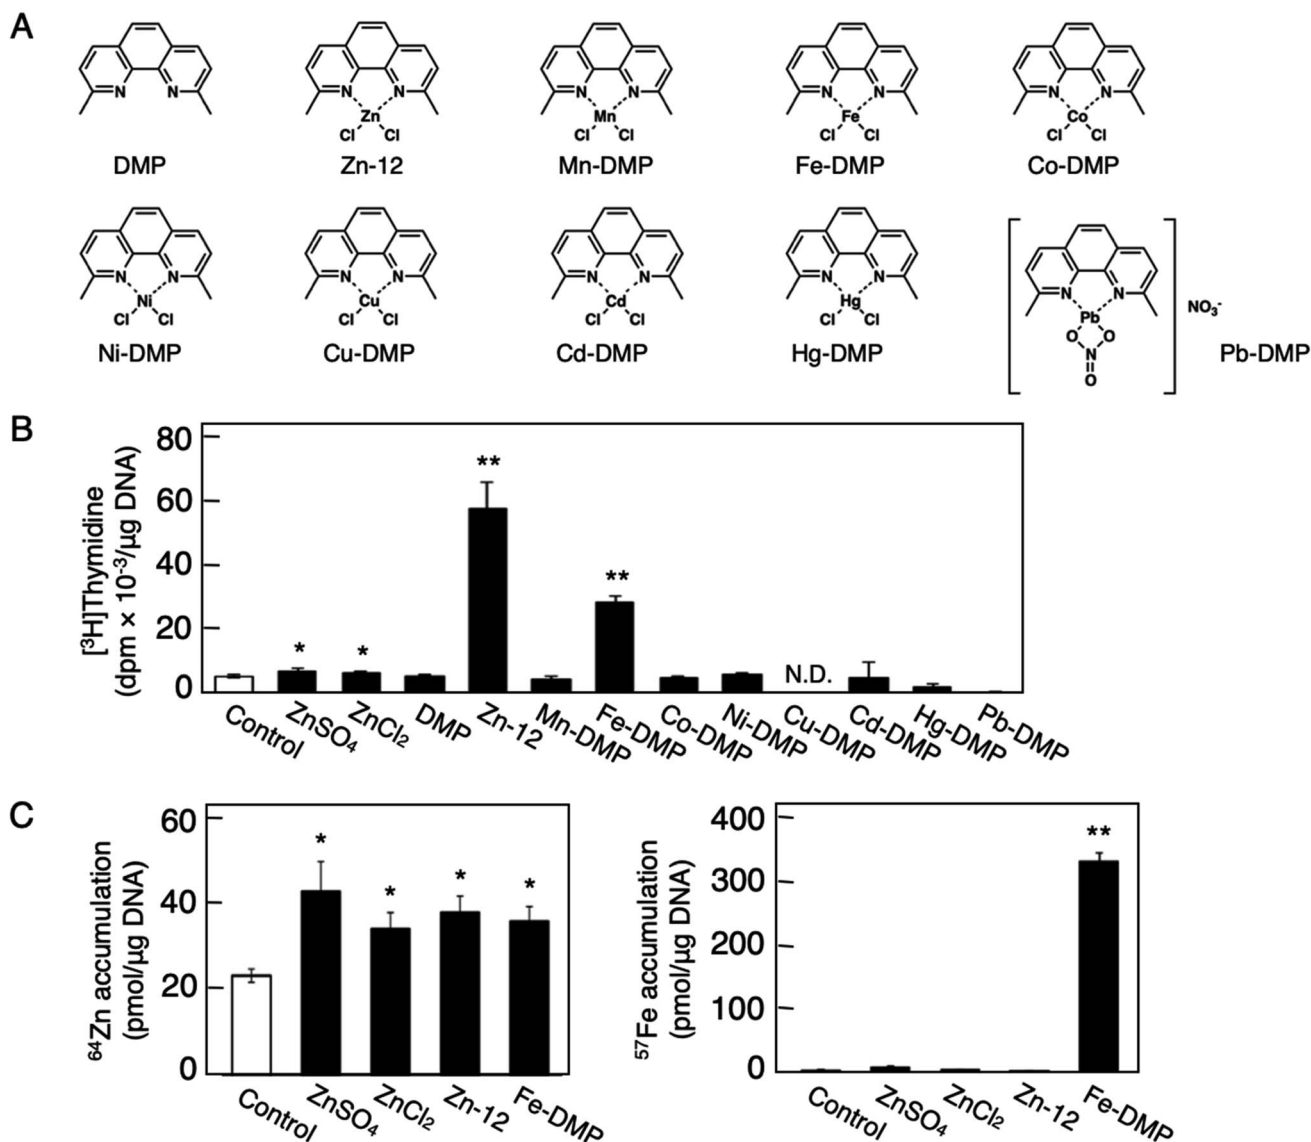 A
N N
N N
Zn
Cl Cl
N N
Mn
Cl Cl
N N
Fe
Cl Cl
N N
Co
Cl Cl
DMP
Zn-12
Mn-DMP
Fe-DMP
Co-DMP
N N
Ni
Cl Cl
N N
Cu
Cl Cl
N N
Cd
Cl Cl
N N
Hg
Cl Cl
N N
Pb
O O
N
O
NO₃⁻
Ni-DMP
Cu-DMP
Cd-DMP
Hg-DMP
Pb-DMP
B
[³H]Thymidine
(dpm × 10⁻³/μg DNA)
80
60
40
20
0
**
**
*
*
N.D.
Control
ZnSO₄
ZnCl₂
DMP
Zn-12
Mn-DMP
Fe-DMP
Co-DMP
Ni-DMP
Cu-DMP
Cd-DMP
Hg-DMP
Pb-DMP
C
⁶⁴Zn accumulation
(pmol/μg DNA)
60
40
20
0
*
*
*
*
Control
ZnSO₄
ZnCl₂
Zn-12
Fe-DMP
⁵⁷Fe accumulation
(pmol/μg DNA)
400
300
200
100
0
**
Control
ZnSO₄
ZnCl₂
Zn-12
Fe-DMP